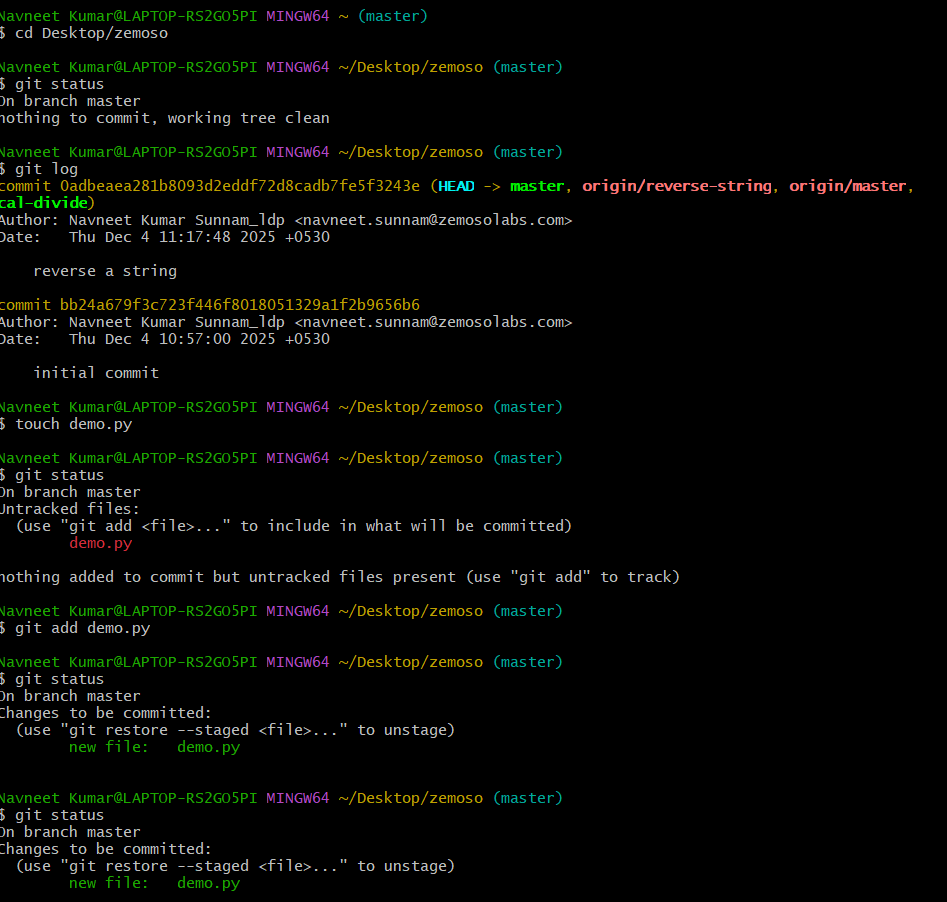 Navneet Kumar@LAPTOP-RS2GO5PI MINGW64 ~ (master)
$ cd Desktop/zemoso
Navneet Kumar@LAPTOP-RS2GO5PI MINGW64 ~/Desktop/zemoso (master)
$ git status
On branch master
nothing to commit, working tree clean
Navneet Kumar@LAPTOP-RS2GO5PI MINGW64 ~/Desktop/zemoso (master)
$ git log
commit 0adbeaea281b8093d2eddf72d8cadb7fe5f3243e (HEAD -> master, origin/reverse-string, origin/master,
cal-divide)
Author: Navneet Kumar Sunnam_ldp <navneet.sunnam@zemosolabs.com>
Date:   Thu Dec 4 11:17:48 2025 +0530
    reverse a string
commit bb24a679f3c723f446f8018051329a1f2b9656b6
Author: Navneet Kumar Sunnam_ldp <navneet.sunnam@zemosolabs.com>
Date:   Thu Dec 4 10:57:00 2025 +0530
    initial commit
Navneet Kumar@LAPTOP-RS2GO5PI MINGW64 ~/Desktop/zemoso (master)
$ touch demo.py
Navneet Kumar@LAPTOP-RS2GO5PI MINGW64 ~/Desktop/zemoso (master)
$ git status
On branch master
Untracked files:
  (use "git add <file>..." to include in what will be committed)
        demo.py
nothing added to commit but untracked files present (use "git add" to track)
Navneet Kumar@LAPTOP-RS2GO5PI MINGW64 ~/Desktop/zemoso (master)
$ git add demo.py
Navneet Kumar@LAPTOP-RS2GO5PI MINGW64 ~/Desktop/zemoso (master)
$ git status
On branch master
Changes to be committed:
  (use "git restore --staged <file>..." to unstage)
        new file:   demo.py
Navneet Kumar@LAPTOP-RS2GO5PI MINGW64 ~/Desktop/zemoso (master)
$ git status
On branch master
Changes to be committed:
  (use "git restore --staged <file>..." to unstage)
        new file:   demo.py